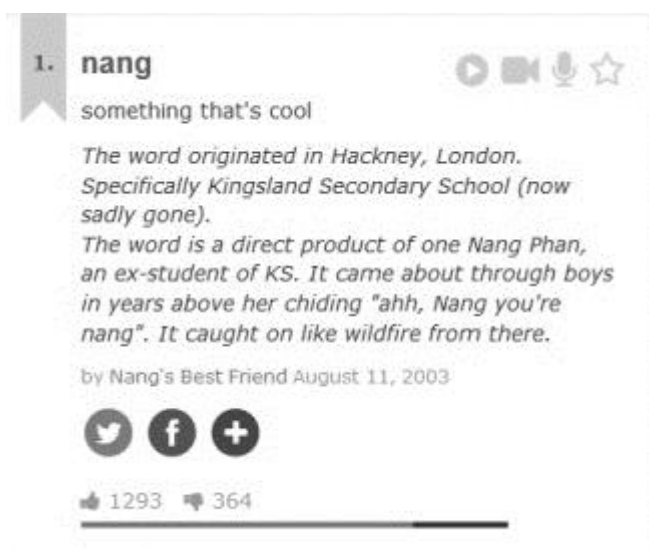 1. nang
something that's cool
The word originated in Hackney, London.
Specifically Kingsland Secondary School (now
sadly gone).
The word is a direct product of one Nang Phan,
an ex-student of KS. It came about through boys
in years above her chiding "ahh, Nang you're
nang". It caught on like wildfire from there.
by Nang's Best Friend August 11, 2003
f
1293 364